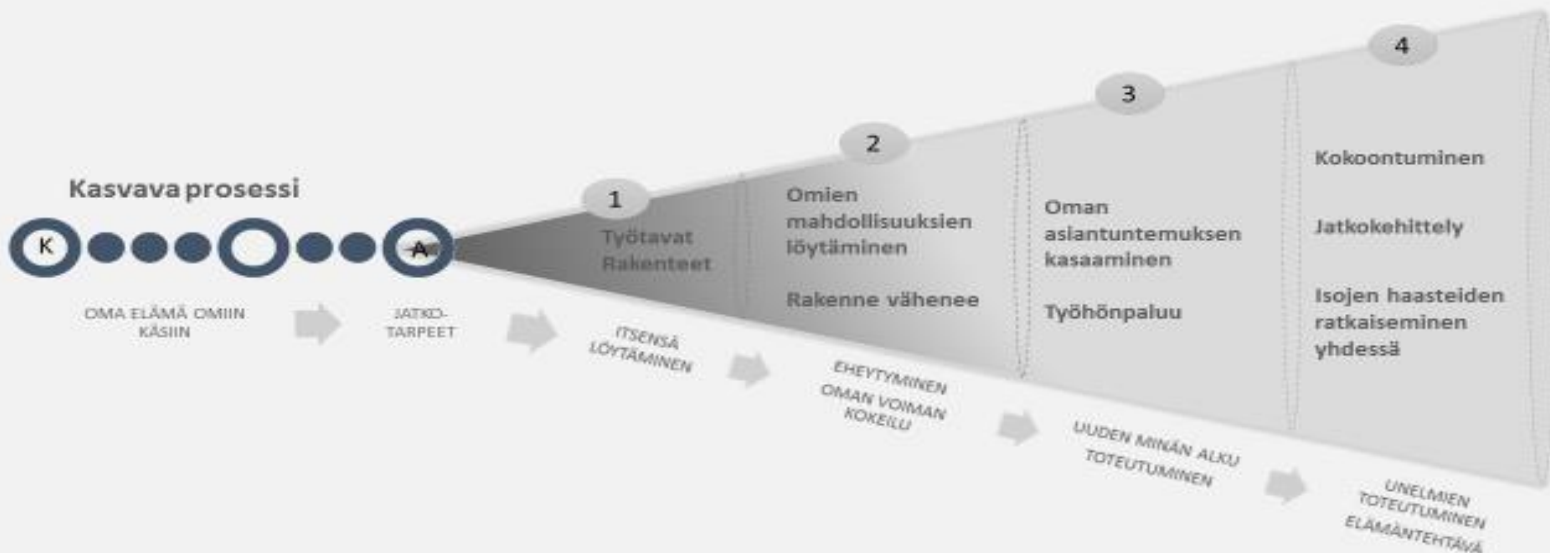 Kasvava prosessi
K
A
OMA ELÄMÄ OMIIN
KÄSIIN
JATKO-
TARPEET
1
Työtavat
Rakenteet
ITSENSÄ
LÖYTÄMINEN
2
Omien
mahdollisuuksien
löytäminen
Rakenne vähenee
EHEYTYMINEN
OMAN VOIMAN
KOKEILU
3
Oman
asiantuntemuksen
kasaaminen
Työhönpaluu
UUDEN MINÄN ALKU
TOTEUTUMINEN
4
Kokoontuminen
Jatkokehittely
Isojen haasteiden
ratkaiseminen
yhdessä
UNELMIEN
TOTEUTUMINEN
ELÄMÄNTEHTÄVÄ